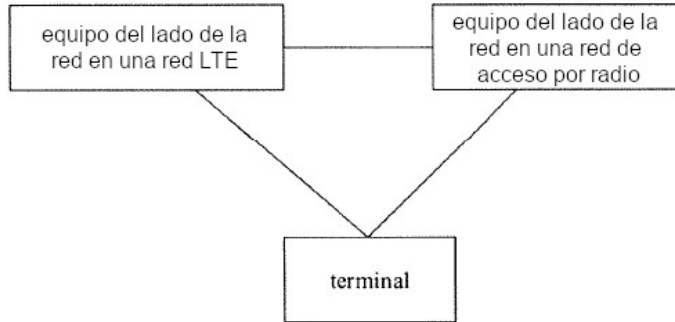 equipo del lado de la
red en una red LTE
equipo del lado de la
red en una red de
acceso por radio
terminal